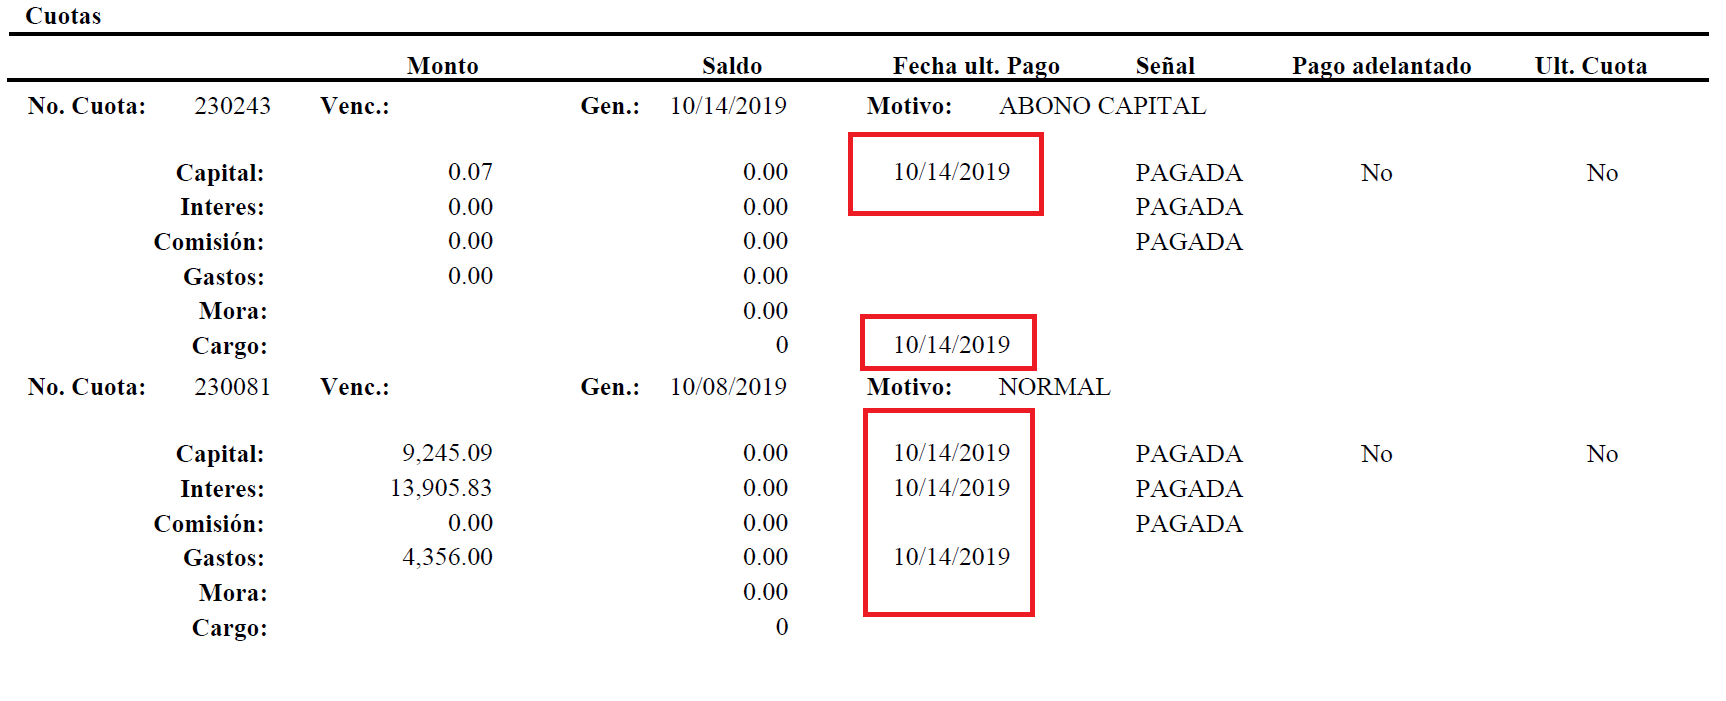 Cuotas
Monto Saldo Fecha ult. Pago Señal Pago adelantado Ult. Cuota
No. Cuota: 230243 Venc.: Gen.: 10/14/2019 Motivo: ABONO CAPITAL
Capital: 0.07 0.00 10/14/2019 PAGADA No No
Interes: 0.00 0.00 PAGADA
Comisión: 0.00 0.00 PAGADA
Gastos: 0.00 0.00
Mora: 0.00
Cargo: 0 10/14/2019
No. Cuota: 230081 Venc.: Gen.: 10/08/2019 Motivo: NORMAL
Capital: 9,245.09 0.00 10/14/2019 PAGADA No No
Interes: 13,905.83 0.00 10/14/2019 PAGADA
Comisión: 0.00 0.00 PAGADA
Gastos: 4,356.00 0.00 10/14/2019
Mora: 0.00
Cargo: 0